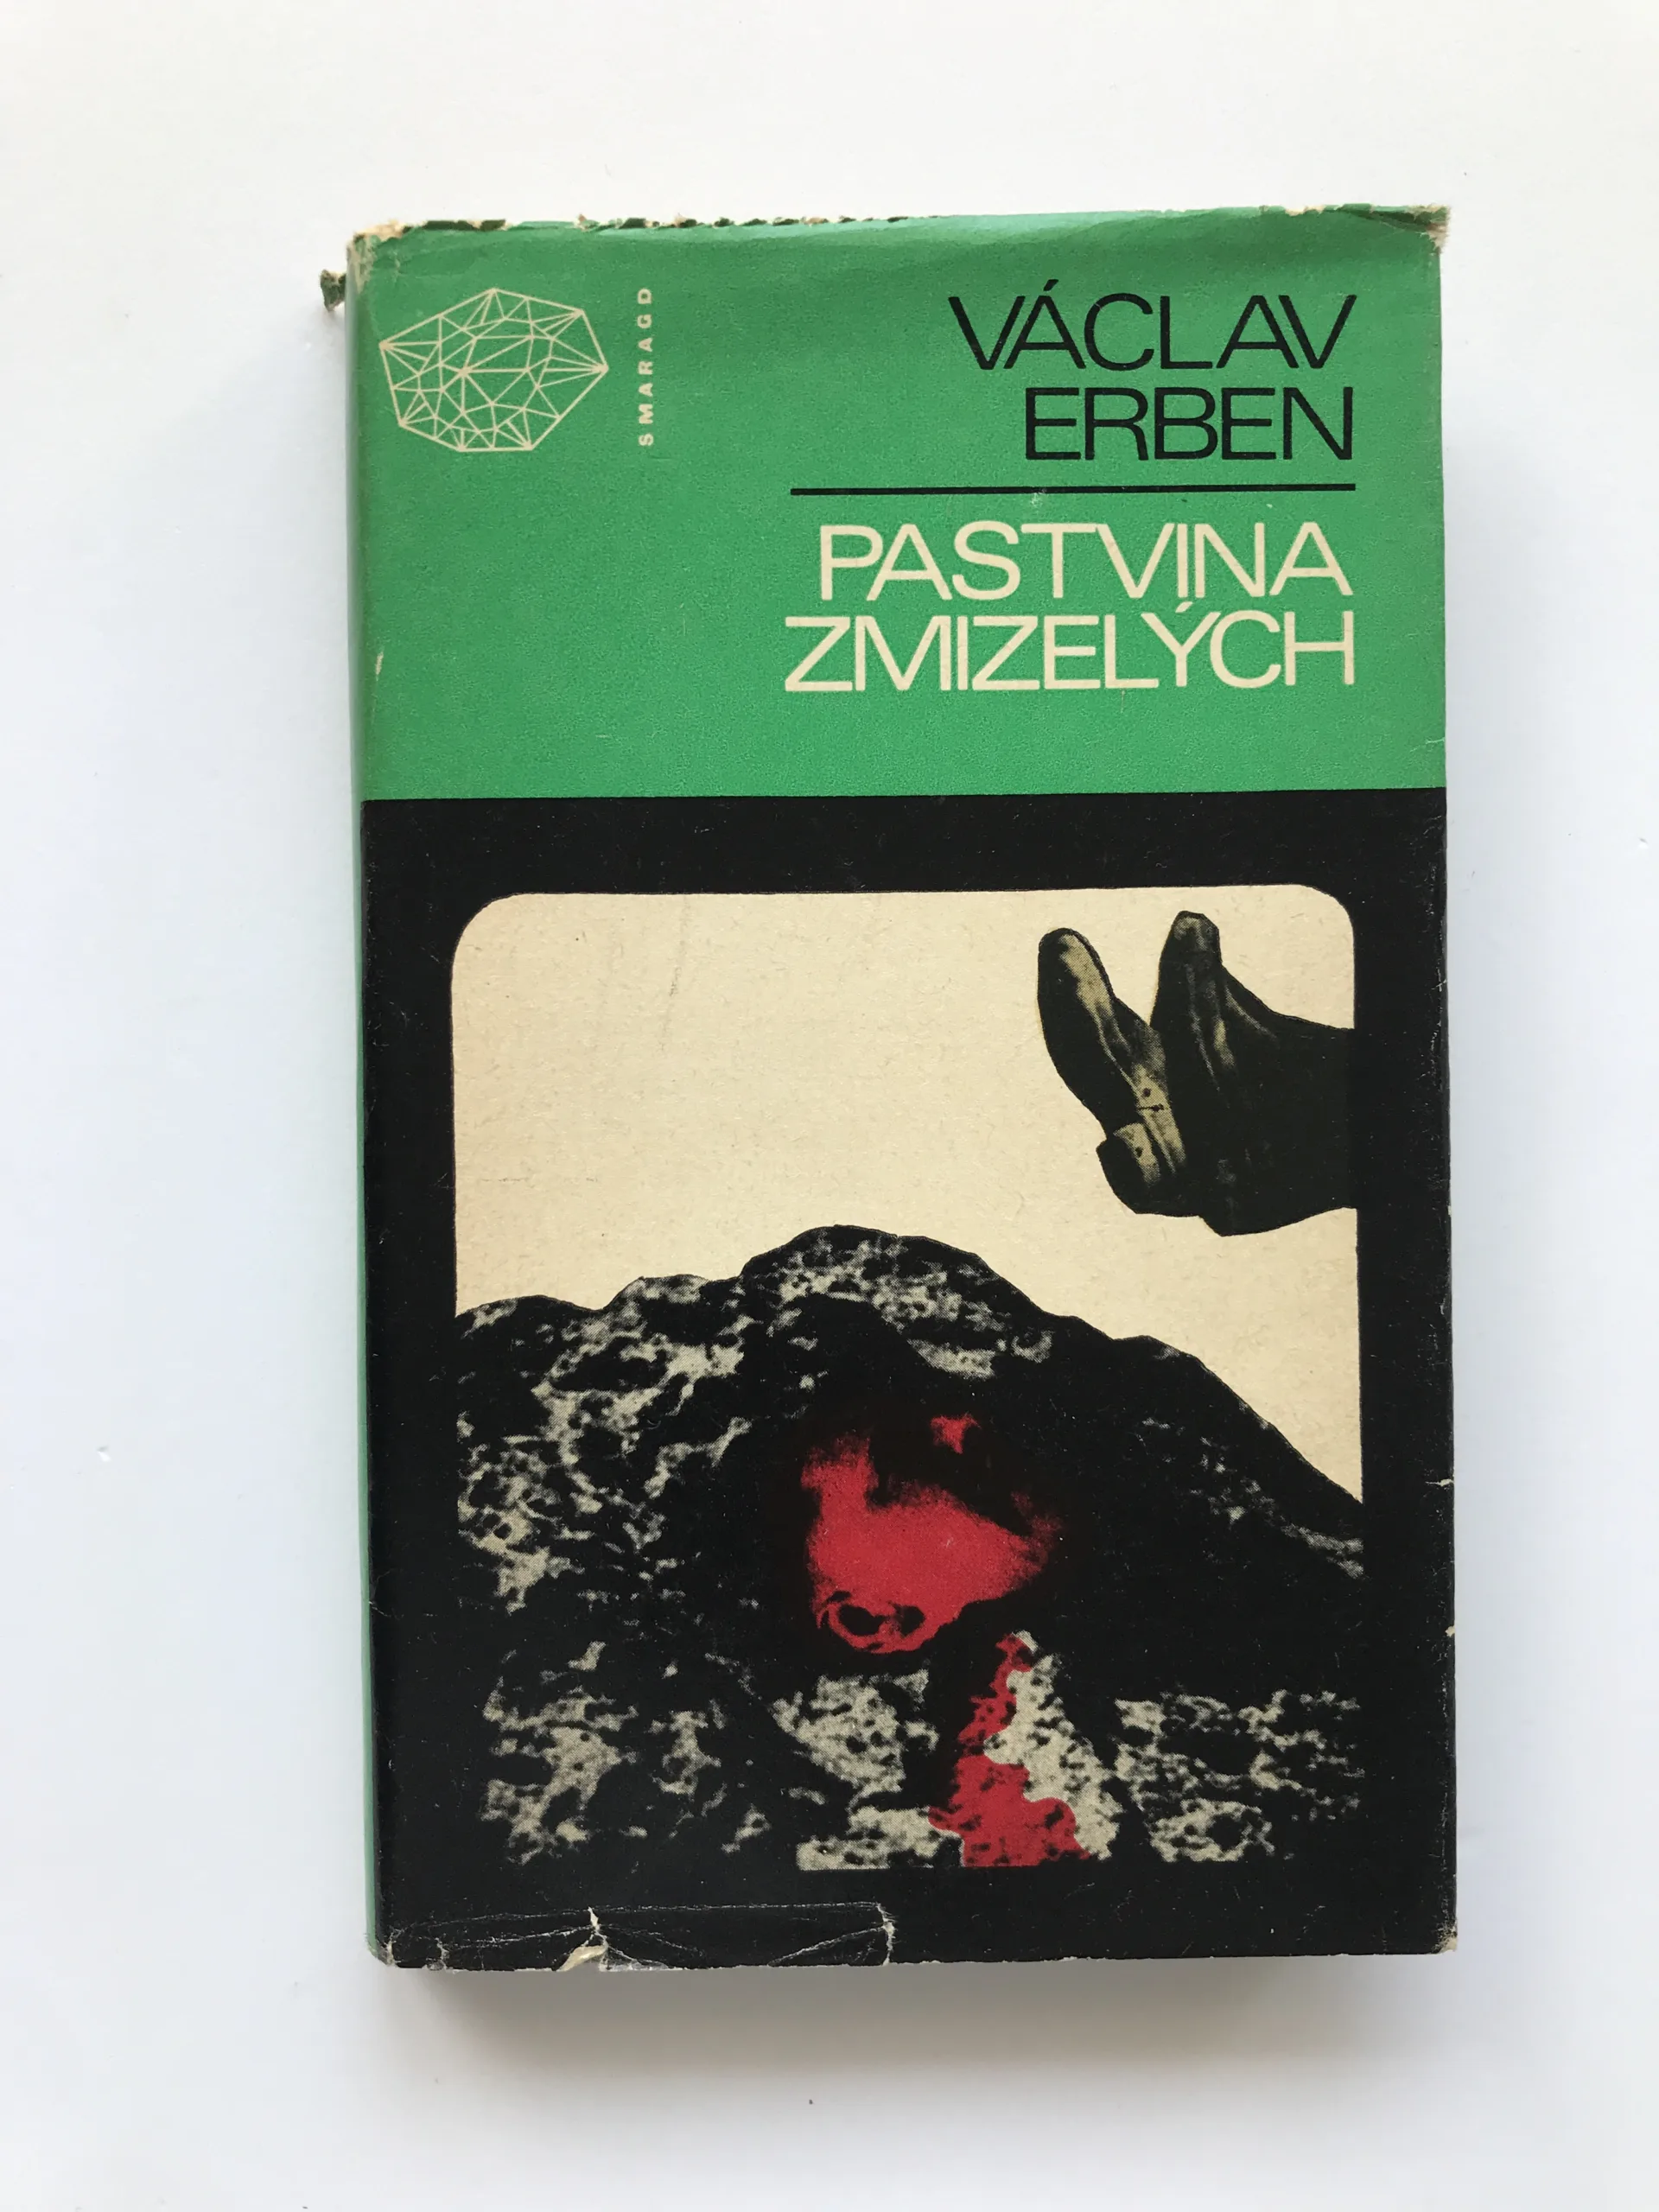 SMARAGD
VÁCLAV
ERBEN
PASTVINA
ZMIZELÝCH